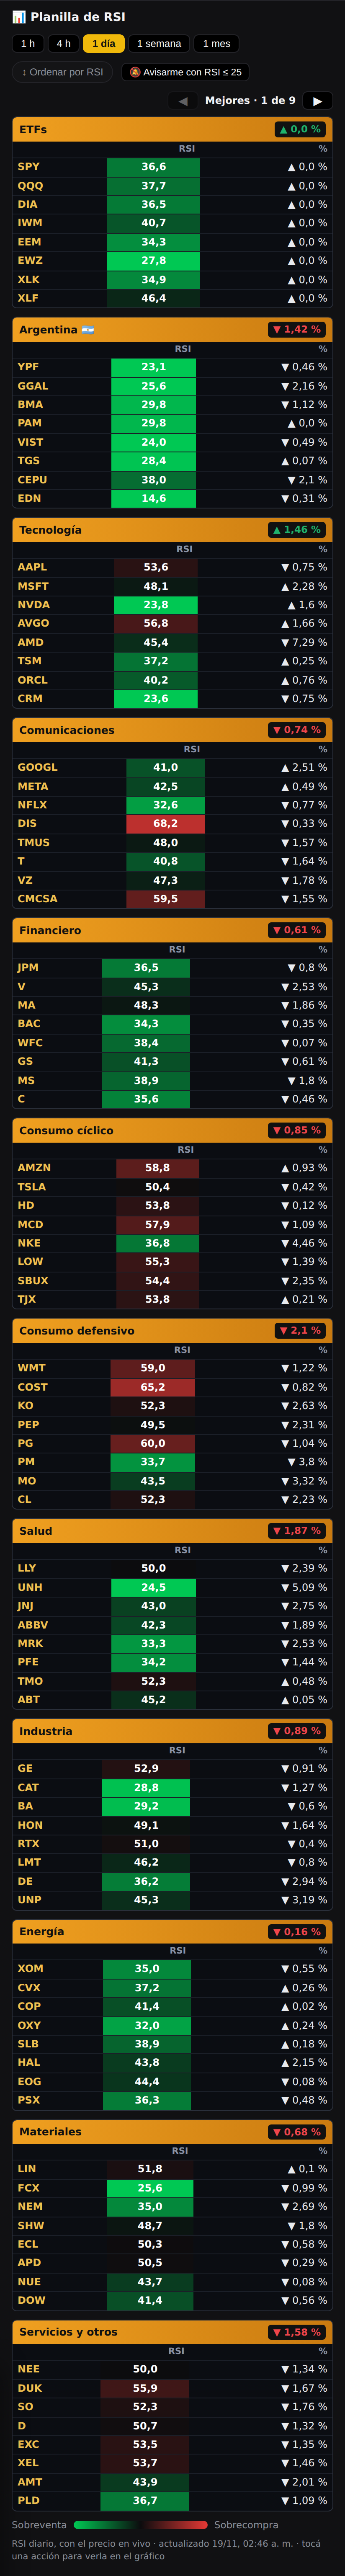 📊 Planilla de RSI
1 h 4 h 1 día 1 semana 1 mes
↕ Ordenar por RSI 🔕 Avisarme con RSI ≤ 25
◀ Mejores · 1 de 9 ▶
ETFs ▲ 0,0 %
RSI %
SPY 36,6 ▲ 0,0 %
QQQ 37,7 ▲ 0,0 %
DIA 36,5 ▲ 0,0 %
IWM 40,7 ▲ 0,0 %
EEM 34,3 ▲ 0,0 %
EWZ 27,8 ▲ 0,0 %
XLK 34,9 ▲ 0,0 %
XLF 46,4 ▲ 0,0 %
Argentina 🇦🇷 ▼ 1,42 %
RSI %
YPF 23,1 ▼ 0,46 %
GGAL 25,6 ▼ 2,16 %
BMA 29,8 ▼ 1,12 %
PAM 29,8 ▲ 0,0 %
VIST 24,0 ▼ 0,49 %
TGS 28,4 ▲ 0,07 %
CEPU 38,0 ▼ 2,1 %
EDN 14,6 ▼ 0,31 %
Tecnología ▲ 1,46 %
RSI %
AAPL 53,6 ▼ 0,75 %
MSFT 48,1 ▲ 2,28 %
NVDA 23,8 ▲ 1,6 %
AVGO 56,8 ▲ 1,66 %
AMD 45,4 ▼ 7,29 %
TSM 37,2 ▲ 0,25 %
ORCL 40,2 ▲ 0,76 %
CRM 23,6 ▼ 0,75 %
Comunicaciones ▼ 0,74 %
RSI %
GOOGL 41,0 ▲ 2,51 %
META 42,5 ▲ 0,49 %
NFLX 32,6 ▼ 0,77 %
DIS 68,2 ▼ 0,33 %
TMUS 48,0 ▼ 1,57 %
T 40,8 ▼ 1,64 %
VZ 47,3 ▼ 1,78 %
CMCSA 59,5 ▼ 1,55 %
Financiero ▼ 0,61 %
RSI %
JPM 36,5 ▼ 0,8 %
V 45,3 ▼ 2,53 %
MA 48,3 ▼ 1,86 %
BAC 34,3 ▼ 0,35 %
WFC 38,4 ▼ 0,07 %
GS 41,3 ▼ 0,61 %
MS 38,9 ▼ 1,8 %
C 35,6 ▼ 0,46 %
Consumo cíclico ▼ 0,85 %
RSI %
AMZN 58,8 ▲ 0,93 %
TSLA 50,4 ▼ 0,42 %
HD 53,8 ▼ 0,12 %
MCD 57,9 ▼ 1,09 %
NKE 36,8 ▼ 4,46 %
LOW 55,3 ▼ 1,39 %
SBUX 54,4 ▼ 2,35 %
TJX 53,8 ▲ 0,21 %
Consumo defensivo ▼ 2,1 %
RSI %
WMT 59,0 ▼ 1,22 %
COST 65,2 ▼ 0,82 %
KO 52,3 ▼ 2,63 %
PEP 49,5 ▼ 2,31 %
PG 60,0 ▼ 1,04 %
PM 33,7 ▼ 3,8 %
MO 43,5 ▼ 3,32 %
CL 52,3 ▼ 2,23 %
Salud ▼ 1,87 %
RSI %
LLY 50,0 ▼ 2,39 %
UNH 24,5 ▼ 5,09 %
JNJ 43,0 ▼ 2,75 %
ABBV 42,3 ▼ 1,89 %
MRK 33,3 ▼ 2,53 %
PFE 34,2 ▼ 1,44 %
TMO 52,3 ▲ 0,48 %
ABT 45,2 ▲ 0,05 %
Industria ▼ 0,89 %
RSI %
GE 52,9 ▼ 0,91 %
CAT 28,8 ▼ 1,27 %
BA 29,2 ▼ 0,6 %
HON 49,1 ▼ 1,64 %
RTX 51,0 ▼ 0,4 %
LMT 46,2 ▼ 0,8 %
DE 36,2 ▼ 2,94 %
UNP 45,3 ▼ 3,19 %
Energía ▼ 0,16 %
RSI %
XOM 35,0 ▼ 0,55 %
CVX 37,2 ▲ 0,26 %
COP 41,4 ▲ 0,02 %
OXY 32,0 ▲ 0,24 %
SLB 38,9 ▲ 0,18 %
HAL 43,8 ▲ 2,15 %
EOG 44,4 ▼ 0,08 %
PSX 36,3 ▼ 0,48 %
Materiales ▼ 0,68 %
RSI %
LIN 51,8 ▲ 0,1 %
FCX 25,6 ▼ 0,99 %
NEM 35,0 ▼ 2,69 %
SHW 48,7 ▼ 1,8 %
ECL 50,3 ▼ 0,58 %
APD 50,5 ▼ 0,29 %
NUE 43,7 ▼ 0,08 %
DOW 41,4 ▼ 0,56 %
Servicios y otros ▼ 1,58 %
RSI %
NEE 50,0 ▼ 1,34 %
DUK 55,9 ▼ 1,67 %
SO 52,3 ▼ 1,76 %
D 50,7 ▼ 1,32 %
EXC 53,5 ▼ 1,35 %
XEL 53,7 ▼ 1,46 %
AMT 43,9 ▼ 2,01 %
PLD 36,7 ▼ 1,09 %
Sobreventa Sobrecompra
RSI diario, con el precio en vivo · actualizado 19/11, 02:46 a. m. · tocá
una acción para verla en el gráfico